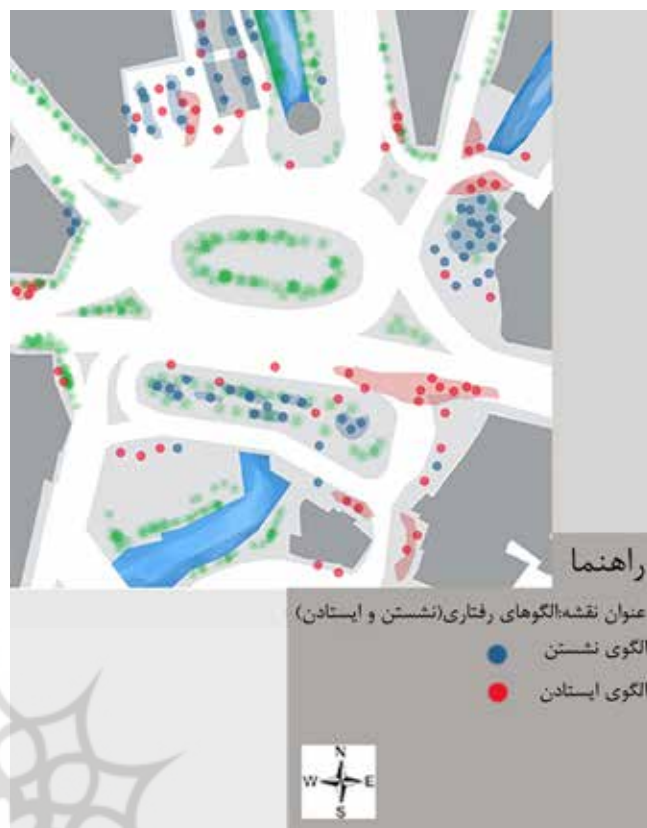 راهنما
عنوان نقشه:الگوهای رفتاری(نشستن و ایستادن)
الگوی نشستن
الگوی ایستادن
N
W E
S